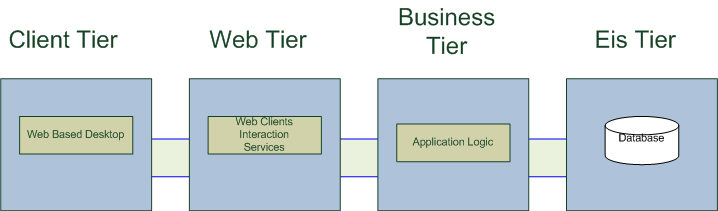 Client Tier
Web Tier
Business
Tier
Eis Tier
Web Based Desktop
Web Clients
Interaction
Services
Application Logic
Database